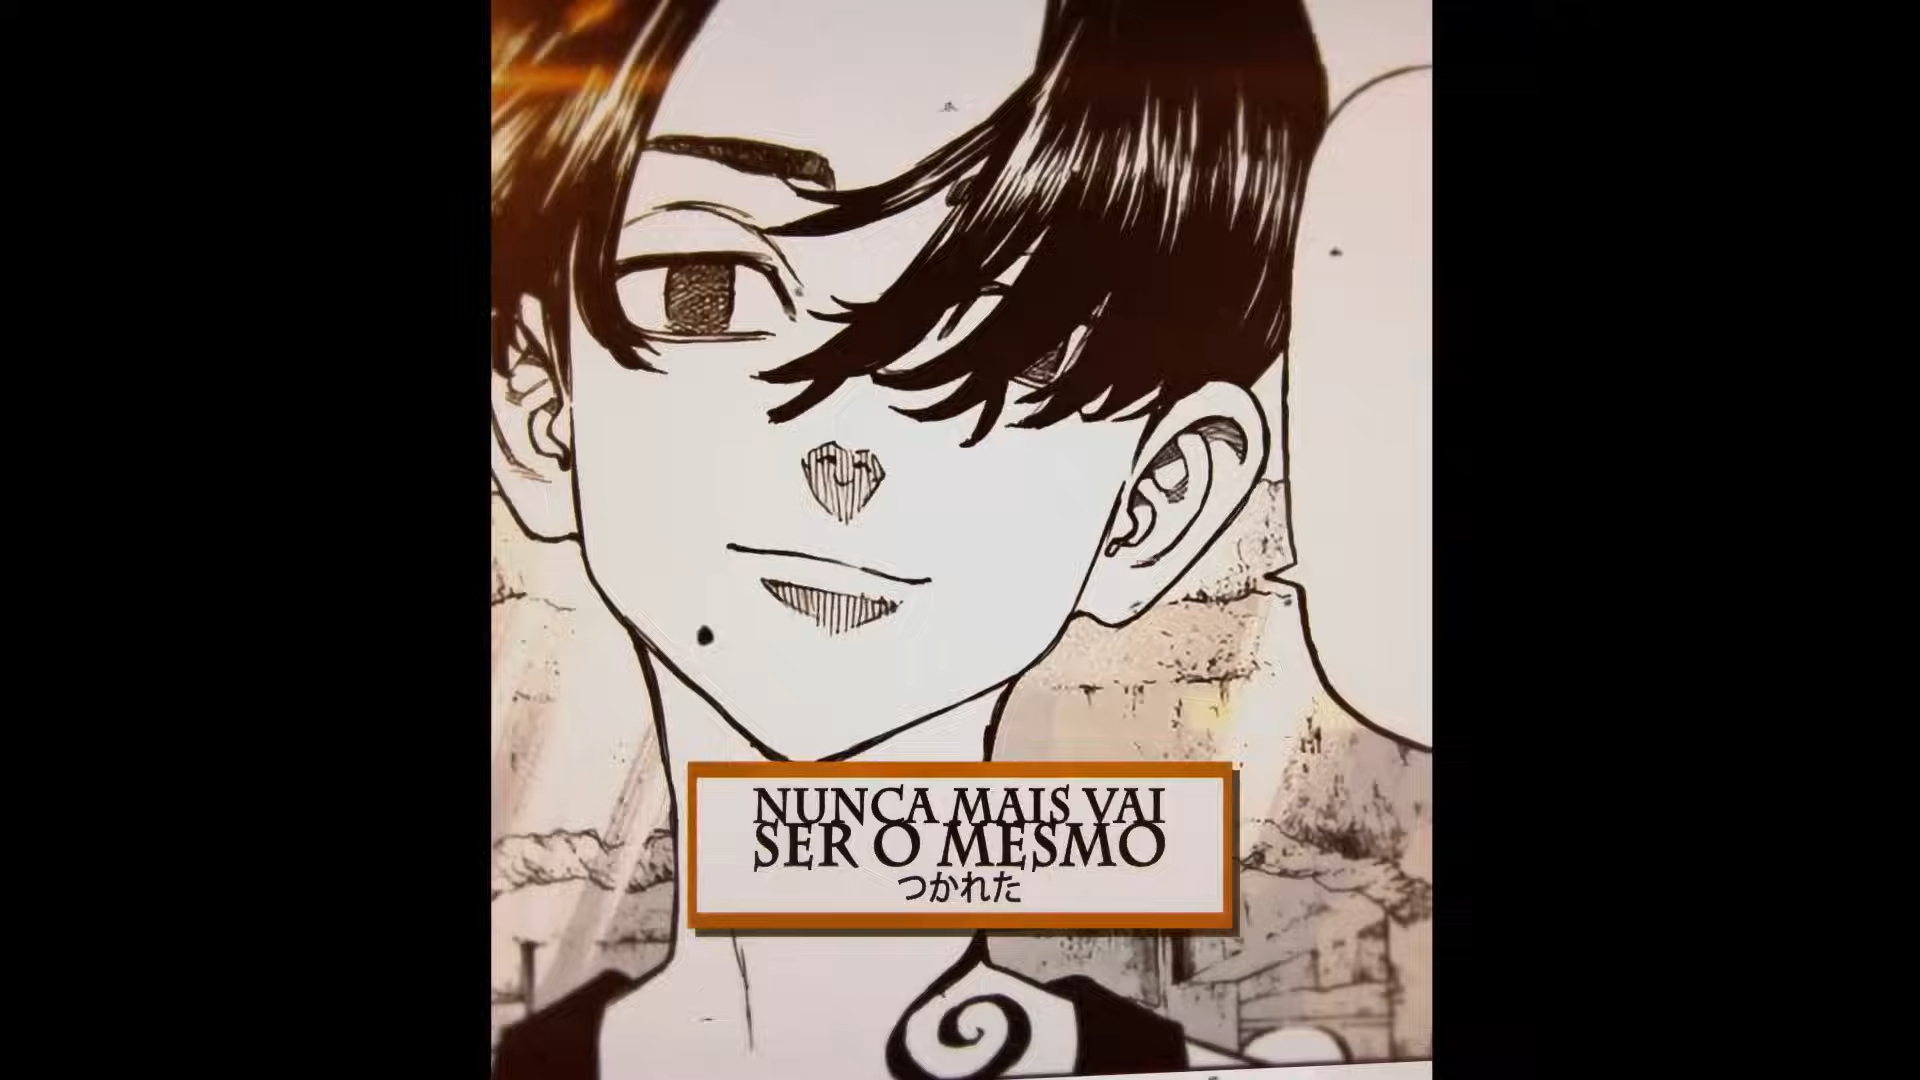 NUNCA MAIS VAI
SER O MESMO
つかれた